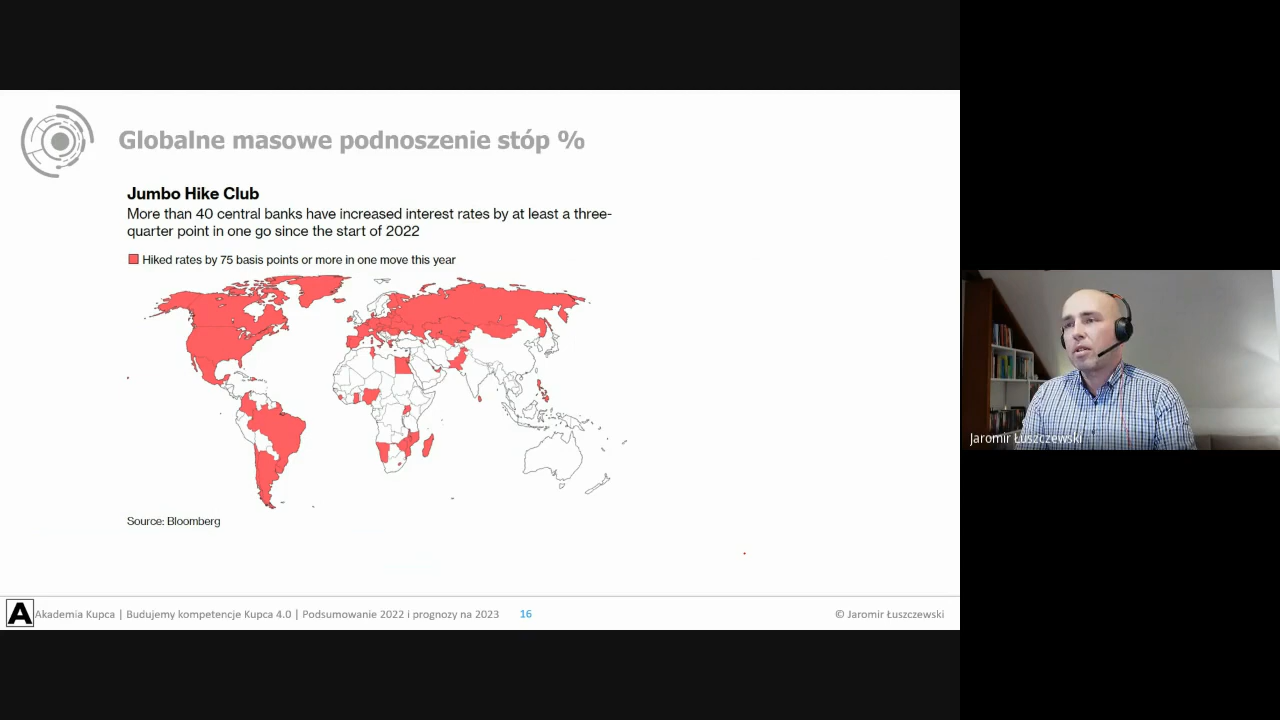 Globalne masowe podnoszenie stóp %
Jumbo Hike Club
More than 40 central banks have increased interest rates by at least a three-
quarter point in one go since the start of 2022
Hiked rates by 75 basis points or more in one move this year
Source: Bloomberg
A Akademia Kupca | Budujemy kompetencje Kupca 4.0 | Podsumowanie 2022 i prognozy na 2023 16 © Jaromir Łuszczewski
Jaromir Łuszczewski